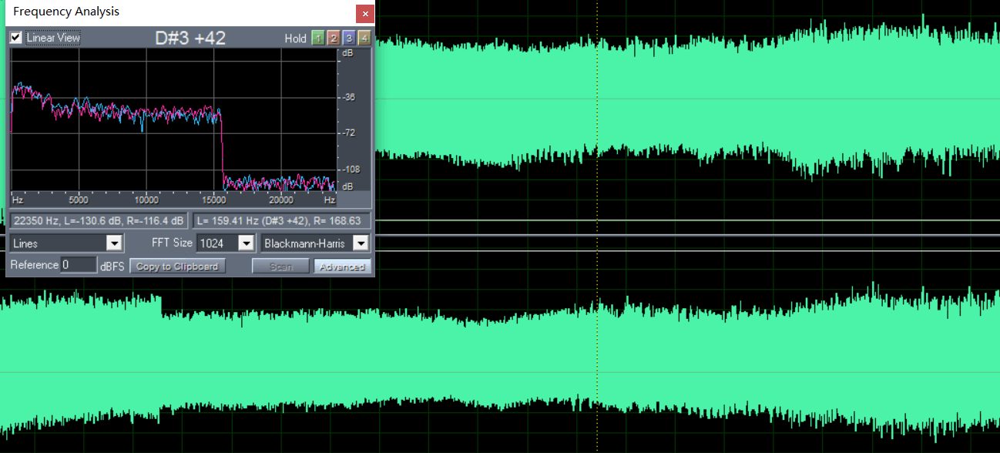 Frequency Analysis
Linear View D#3 +42 Hold 1 2 3 4
dB
-36
-72
-108
dB
Hz 5000 10000 15000 20000 Hz
22350 Hz, L=-130.6 dB, R=-116.4 dB L= 159.41 Hz (D#3 +42), R= 168.63
Lines FFT Size 1024 Blackmann-Harris
Reference 0 dBFS Copy to Clipboard Scan Advanced